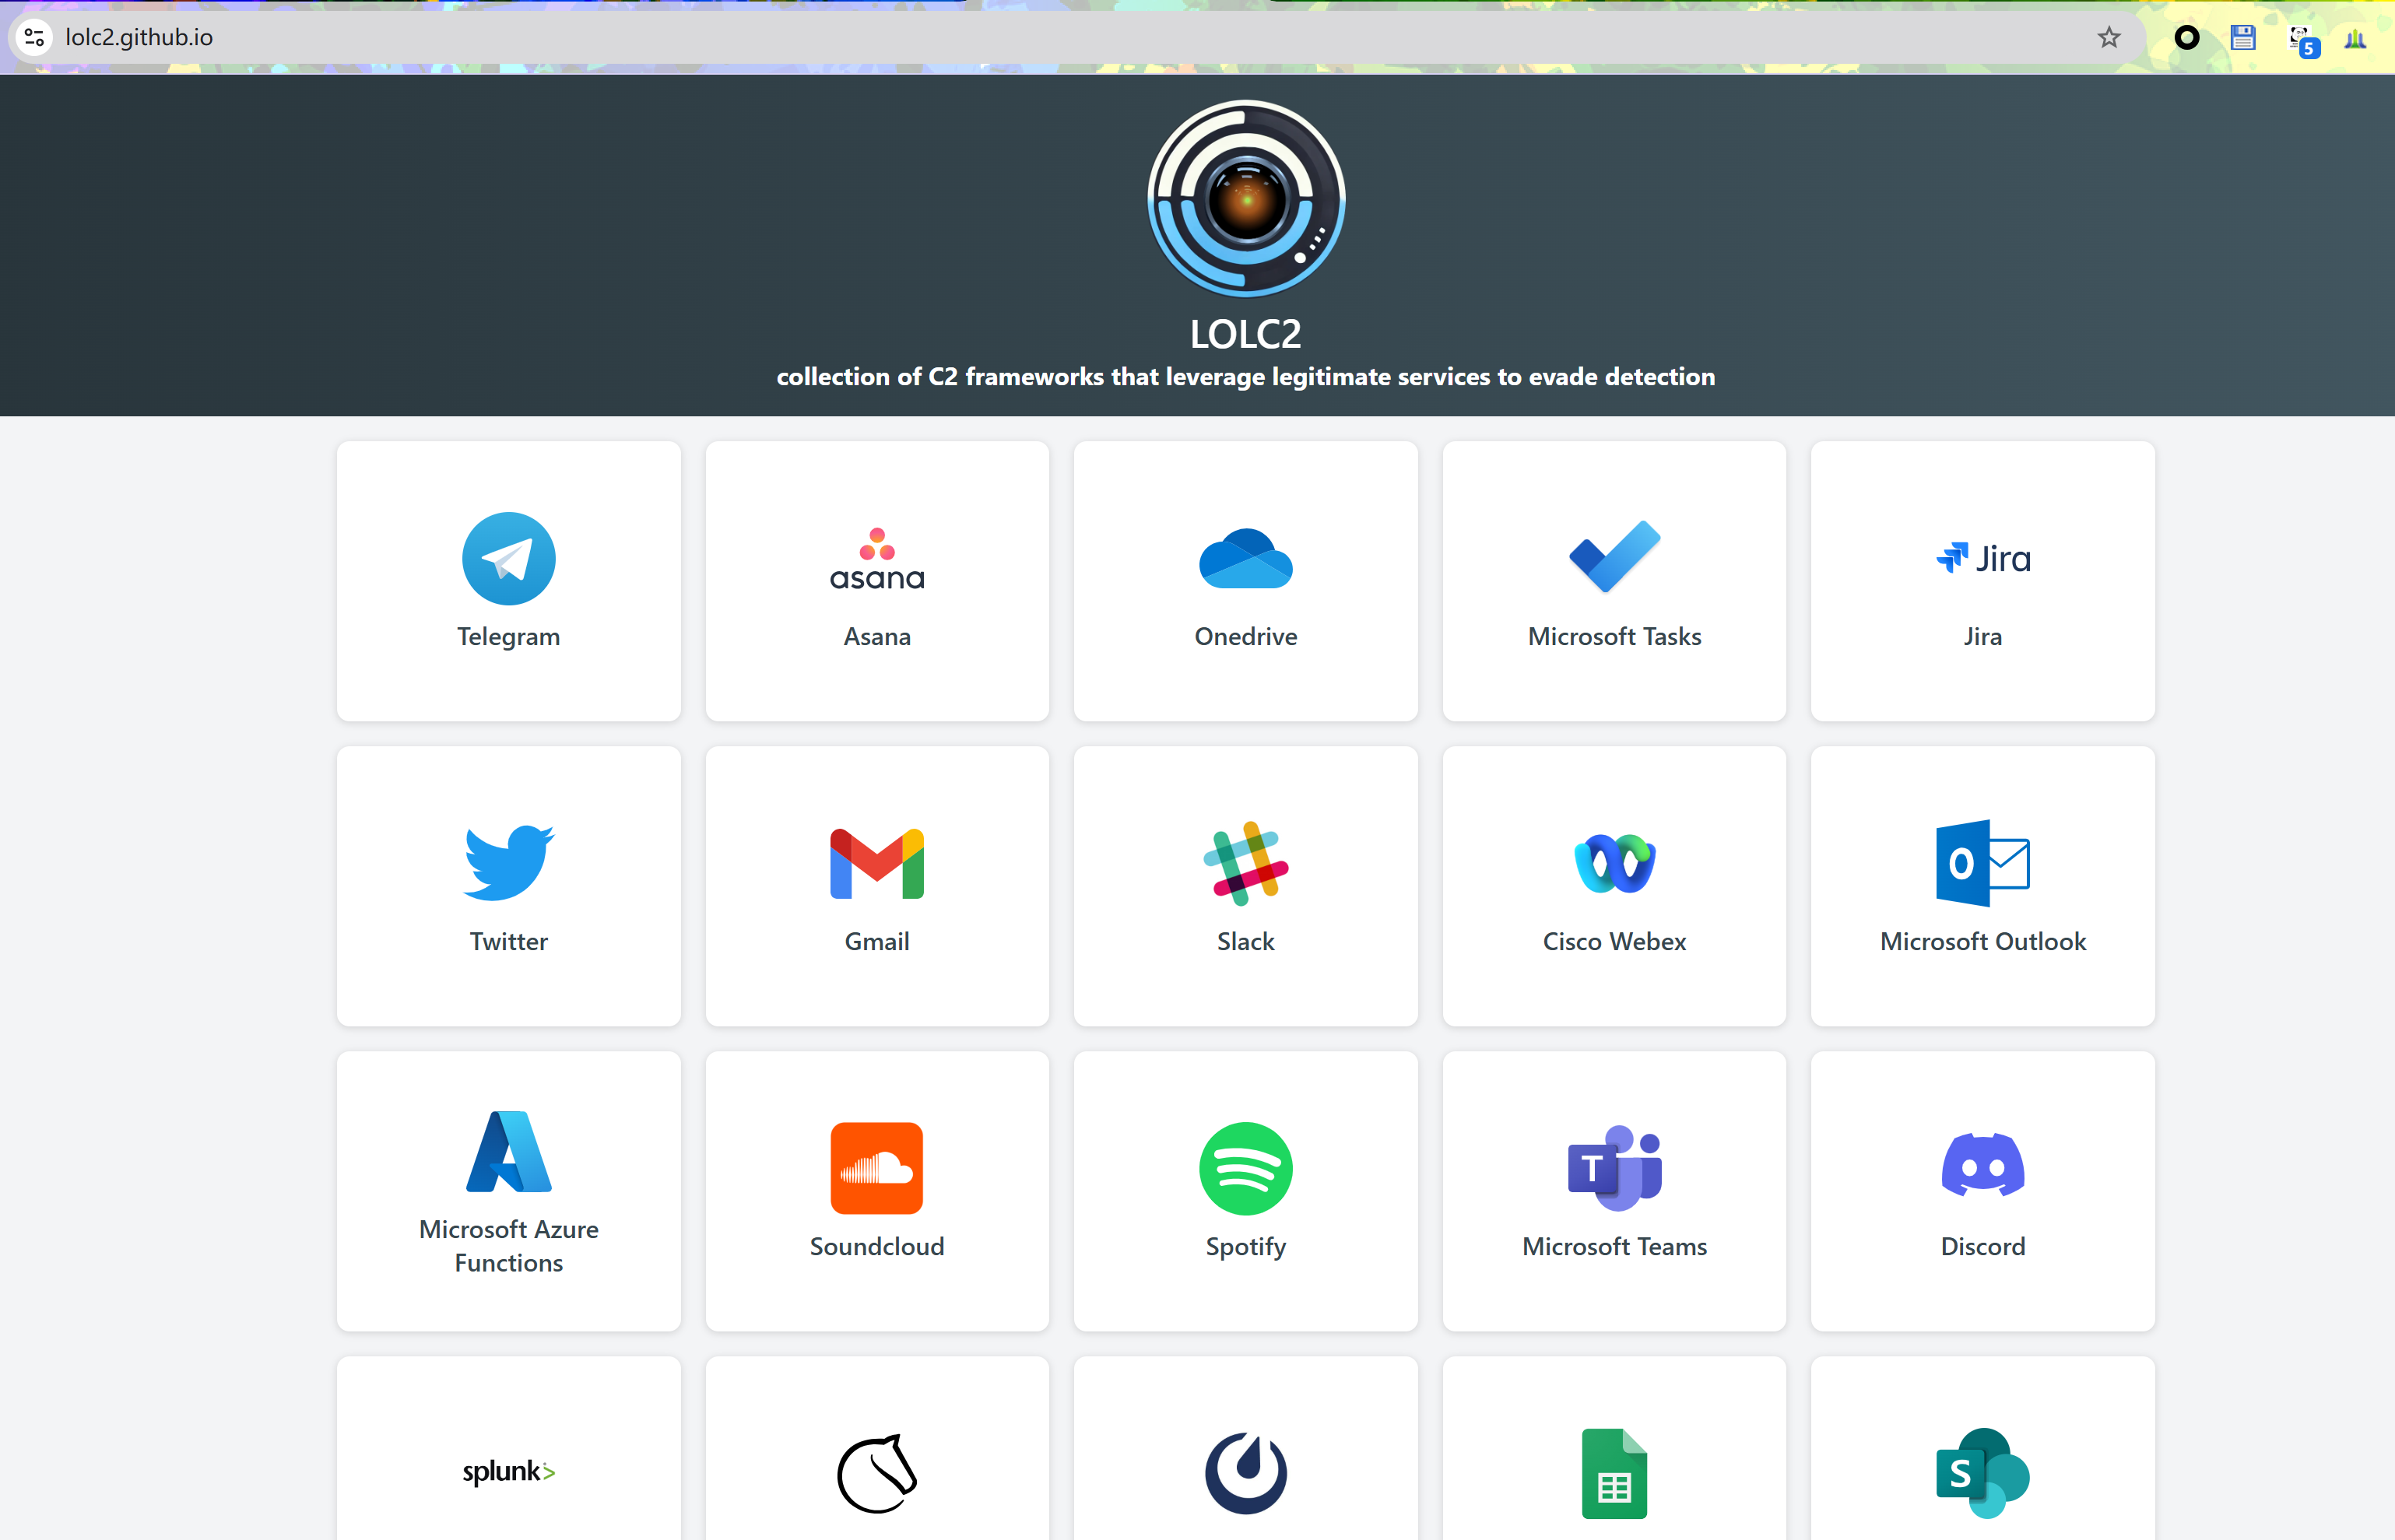 lolc2.github.io
5
LOLC2
collection of C2 frameworks that leverage legitimate services to evade detection
asana
Jira
Telegram
Asana
Onedrive
Microsoft Tasks
Jira
O
Twitter
Gmail
Slack
Cisco Webex
Microsoft Outlook
T
Microsoft Azure
Functions
Soundcloud
Spotify
Microsoft Teams
Discord
splunk>
S